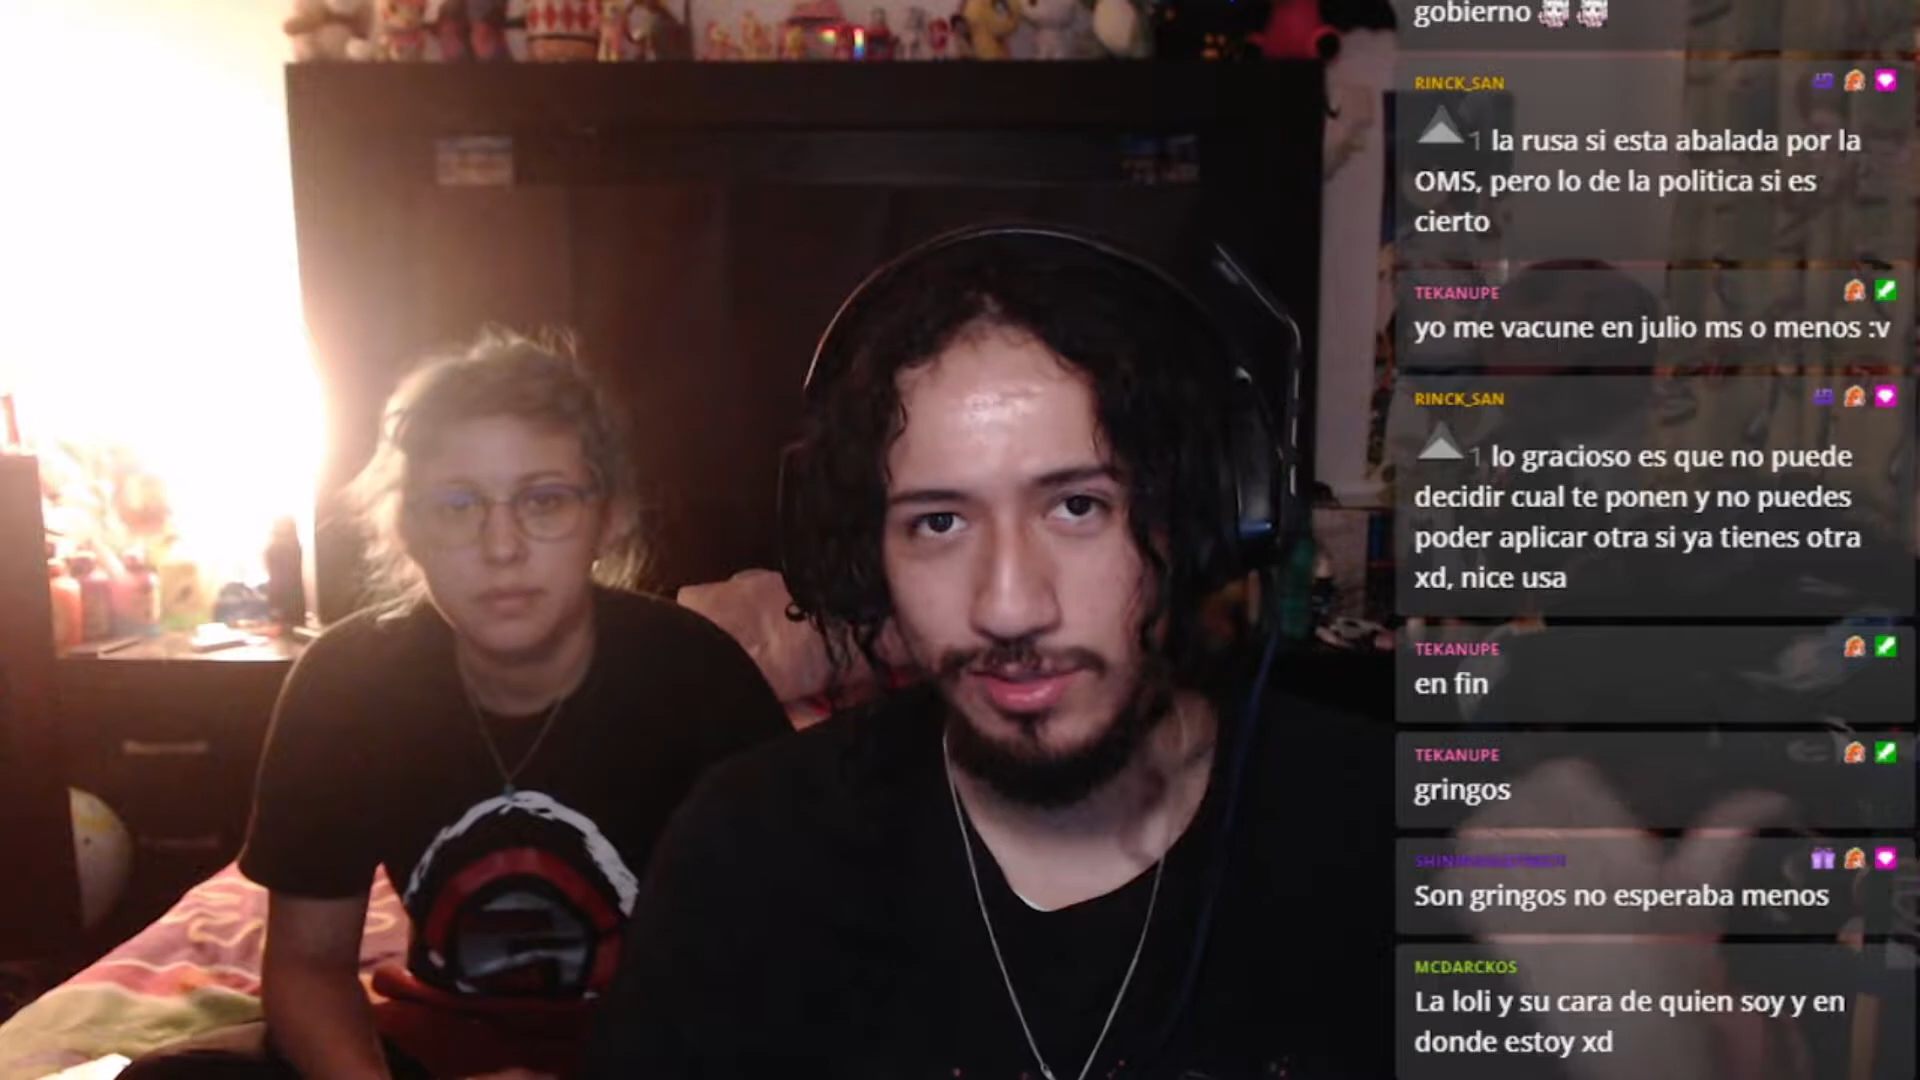 gobierno
RINCK_SAN
1 la rusa si esta abalada por la
OMS, pero lo de la politica si es
cierto
TEKANUPE
yo me vacune en julio ms o menos :v
RINCK_SAN
1 lo gracioso es que no puede
decidir cual te ponen y no puedes
poder aplicar otra si ya tienes otra
xd, nice usa
TEKANUPE
en fin
TEKANUPE
gringos
Son gringos no esperaba menos
MCDARCKOS
La loli y su cara de quien soy y en
donde estoy xd